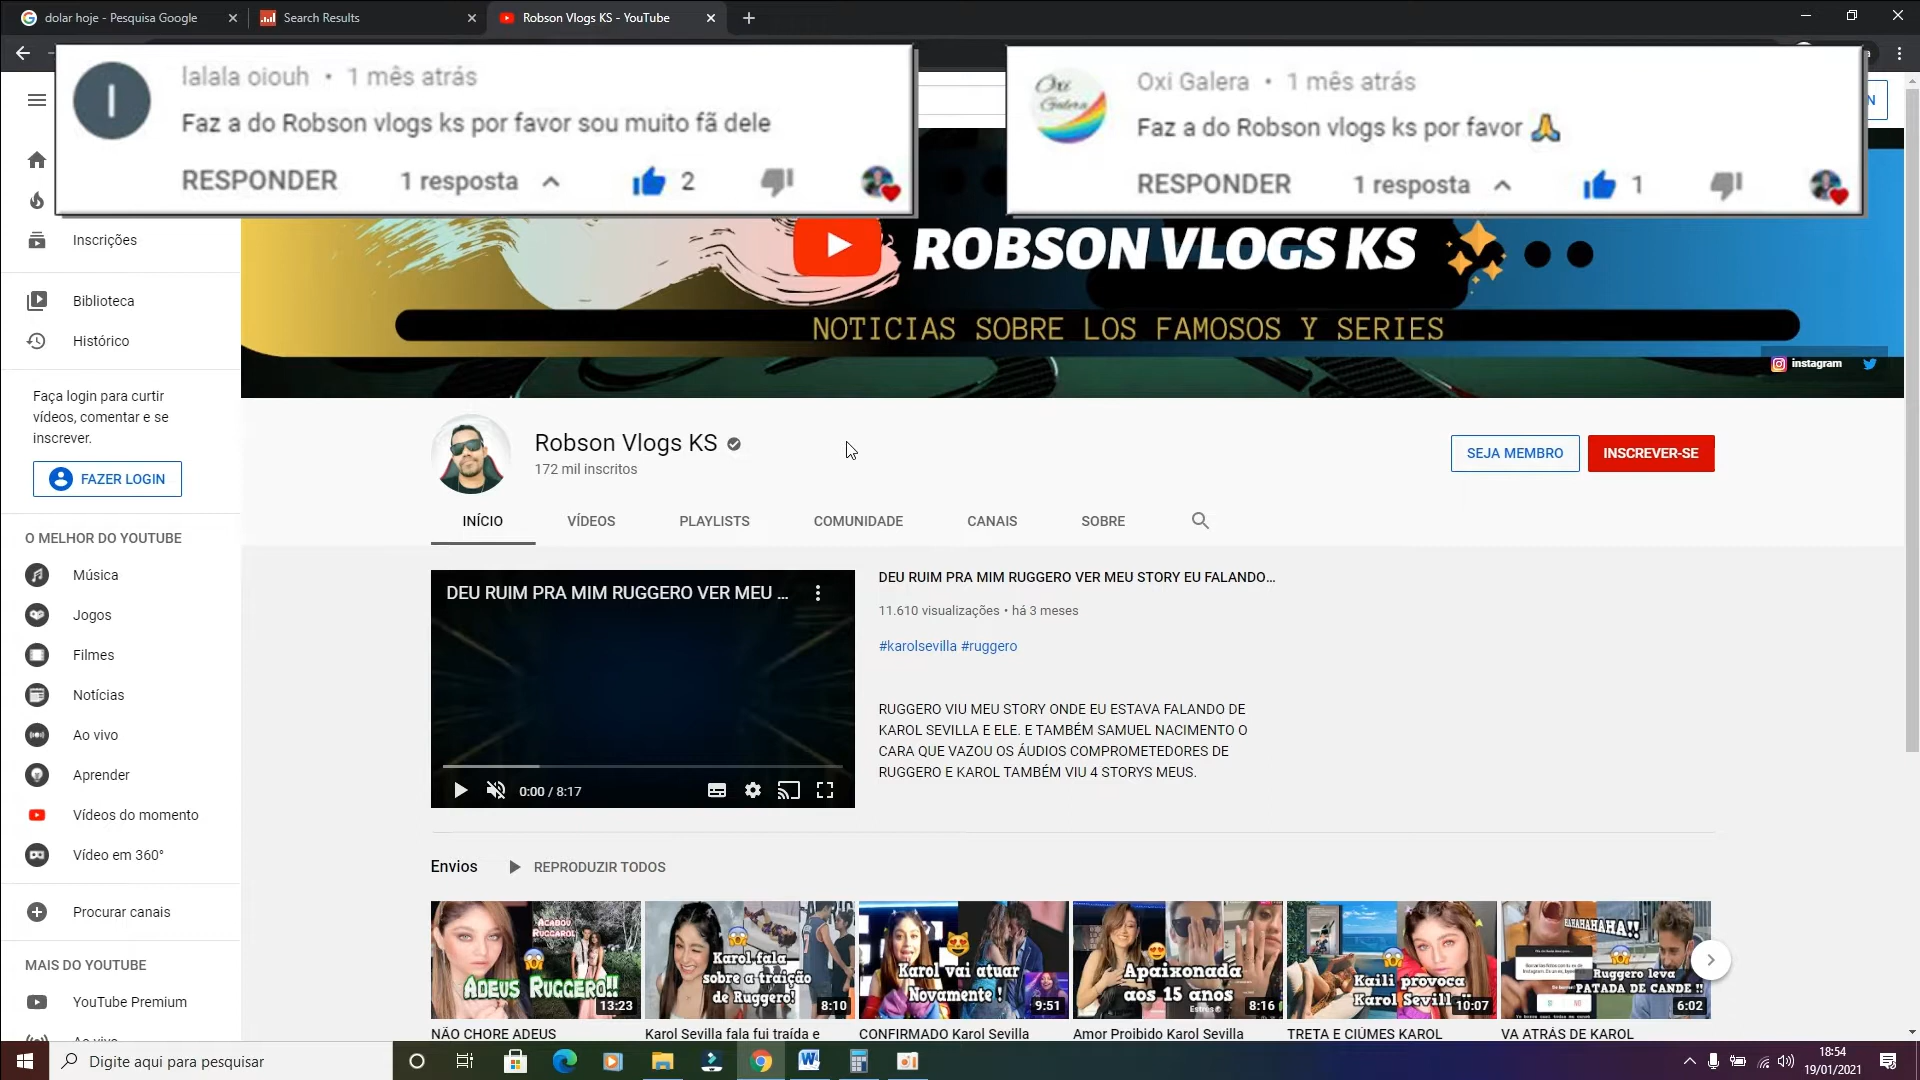 dolar hoje - Pesquisa Google
Search Results
Robson Vlogs KS - YouTube
lalala oiouh • 1 mês atrás
Faz a do Robson vlogs ks por favor sou muito fã dele
RESPONDER 1 resposta 2
Oxi Galera
Oxi Galera • 1 mês atrás
Faz a do Robson vlogs ks por favor 🙏
RESPONDER 1 resposta 1
ROBSON VLOGS KS
NOTICIAS SOBRE LOS FAMOSOS Y SERIES
instagram
Inscrições
Biblioteca
Histórico
Faça login para curtir
vídeos, comentar e se
inscrever.
FAZER LOGIN
O MELHOR DO YOUTUBE
Música
Jogos
Filmes
Notícias
Ao vivo
Aprender
Vídeos do momento
Vídeo em 360°
Procurar canais
MAIS DO YOUTUBE
YouTube Premium
Ao vivo
Robson Vlogs KS
172 mil inscritos
SEJA MEMBRO
INSCREVER-SE
INÍCIO VÍDEOS PLAYLISTS COMUNIDADE CANAIS SOBRE
DEU RUIM PRA MIM RUGGERO VER MEU ...
0:00 / 8:17
DEU RUIM PRA MIM RUGGERO VER MEU STORY EU FALANDO...
11.610 visualizações • há 3 meses
#karolsevilla #ruggero
RUGGERO VIU MEU STORY ONDE EU ESTAVA FALANDO DE
KAROL SEVILLA E ELE. E TAMBÉM SAMUEL NACIMENTO O
CARA QUE VAZOU OS ÁUDIOS COMPROMETEDORES DE
RUGGERO E KAROL TAMBÉM VIU 4 STORYS MEUS.
Envios REPRODUZIR TODOS
ACABOU
RUGGAROL
ADEUS RUGGERO!!
13:23
Karol fala
sobre a traição
de Ruggero!
8:10
Karol vai atuar
Novamente !
9:51
Apaixonada
aos 15 anos
8:16
Kaili provoca
Karol Sevill
10:07
HAHAHAHA!!
Ruggero leva
PATADA DE CANDE !!
6:02
NÃO CHORE ADEUS
Karol Sevilla fala fui traída e
CONFIRMADO Karol Sevilla
Amor Proibido Karol Sevilla
TRETA E CIÚMES KAROL
VA ATRÁS DE KAROL
Digite aqui para pesquisar
18:54
19/01/2021